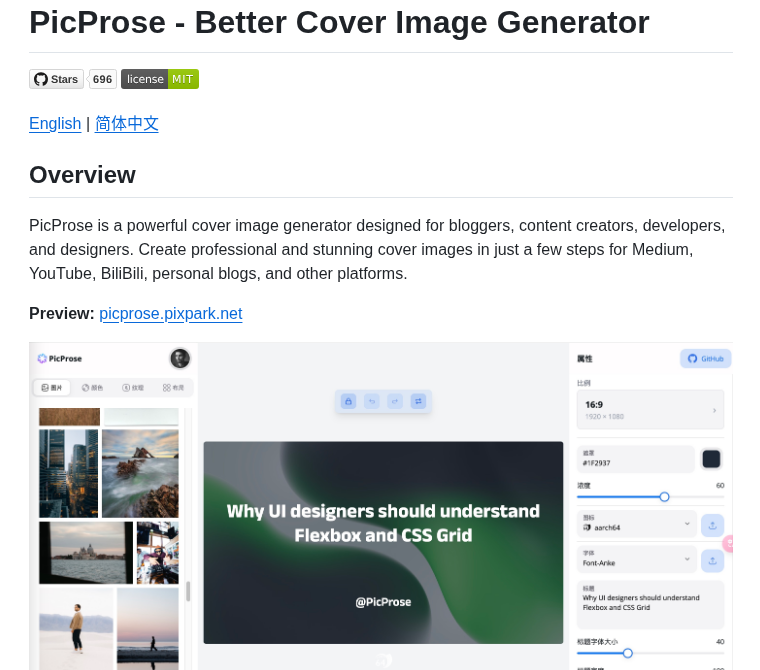 PicProse - Better Cover Image Generator
Stars 696 license MIT
English | 简体中文
Overview
PicProse is a powerful cover image generator designed for bloggers, content creators, developers,
and designers. Create professional and stunning cover images in just a few steps for Medium,
YouTube, BiliBili, personal blogs, and other platforms.
Preview: picprose.pixpark.net
PicProse
图片 颜色 纹理 布局
Why UI designers should understand
Flexbox and CSS Grid
@PicProse
属性 GitHub
比例
16:9
1920 × 1080
遮罩
#1F2937
浓度 60
图标
aarch64
字体
Font-Anke
标题
Why UI designers should understand
Flexbox and CSS Grid
标题字体大小 40